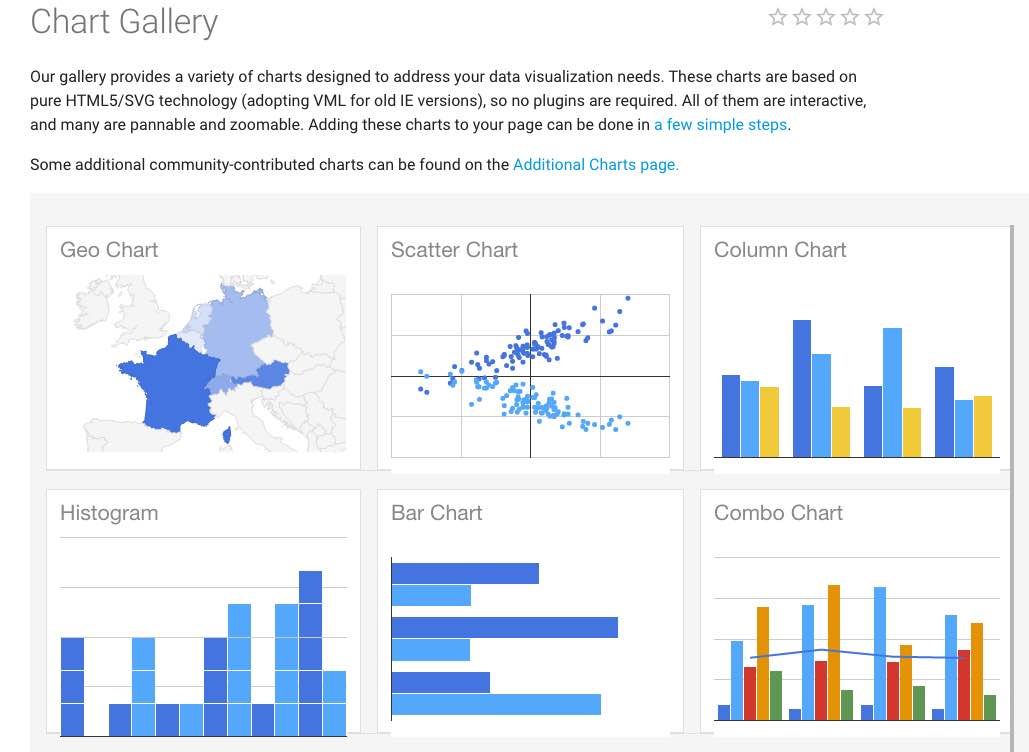 Chart Gallery
Our gallery provides a variety of charts designed to address your data visualization needs. These charts are based on
pure HTML5/SVG technology (adopting VML for old IE versions), so no plugins are required. All of them are interactive,
and many are pannable and zoomable. Adding these charts to your page can be done in a few simple steps.
Some additional community-contributed charts can be found on the Additional Charts page.
Geo Chart
Scatter Chart
Column Chart
Histogram
Bar Chart
Combo Chart